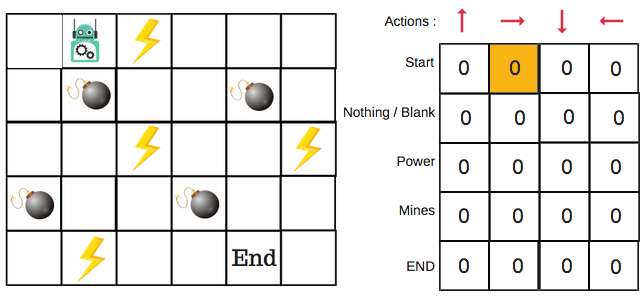 Actions : ↑ → ↓ ←
Start 0 0 0 0
Nothing / Blank 0 0 0 0
Power 0 0 0 0
Mines 0 0 0 0
End
END 0 0 0 0